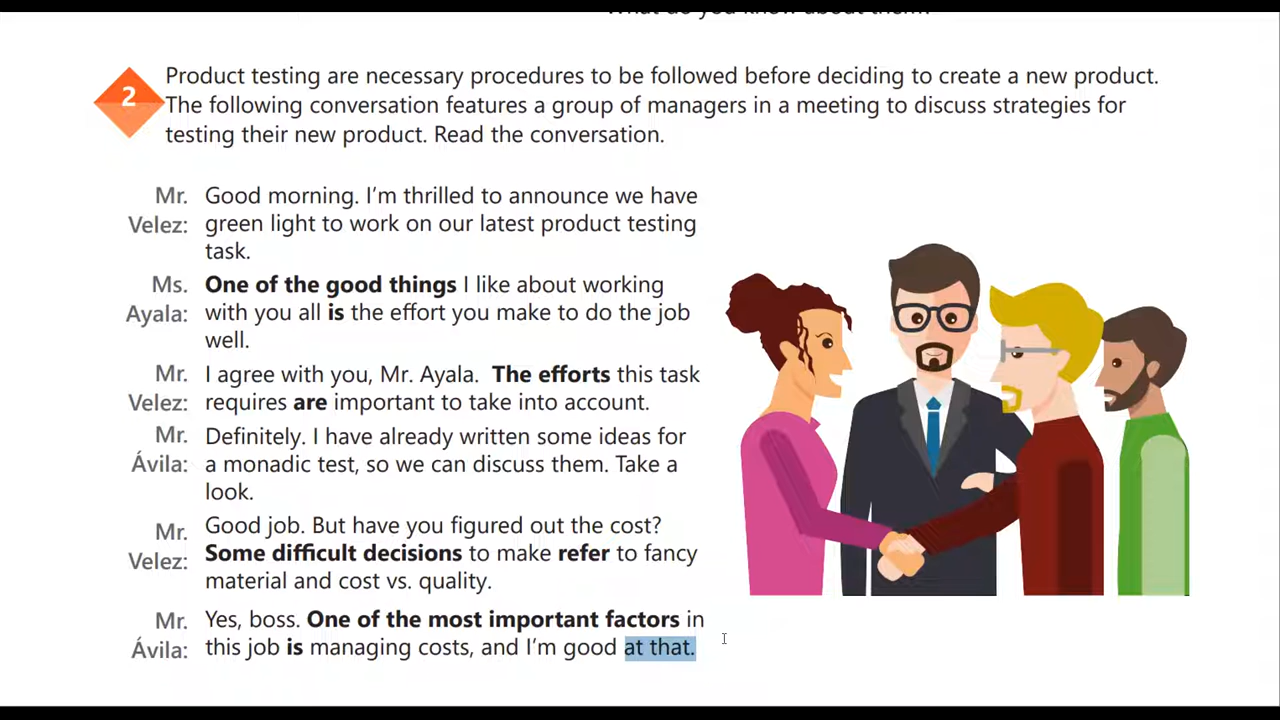 What do you know about them?
2
Product testing are necessary procedures to be followed before deciding to create a new product.
The following conversation features a group of managers in a meeting to discuss strategies for
testing their new product. Read the conversation.
Mr. Good morning. I'm thrilled to announce we have
Velez: green light to work on our latest product testing
task.
Ms. One of the good things I like about working
Ayala: with you all is the effort you make to do the job
well.
Mr. I agree with you, Mr. Ayala. The efforts this task
Velez: requires are important to take into account.
Mr. Definitely. I have already written some ideas for
Ávila: a monadic test, so we can discuss them. Take a
look.
Mr. Good job. But have you figured out the cost?
Velez: Some difficult decisions to make refer to fancy
material and cost vs. quality.
Mr. Yes, boss. One of the most important factors in
Ávila: this job is managing costs, and I'm good at that.